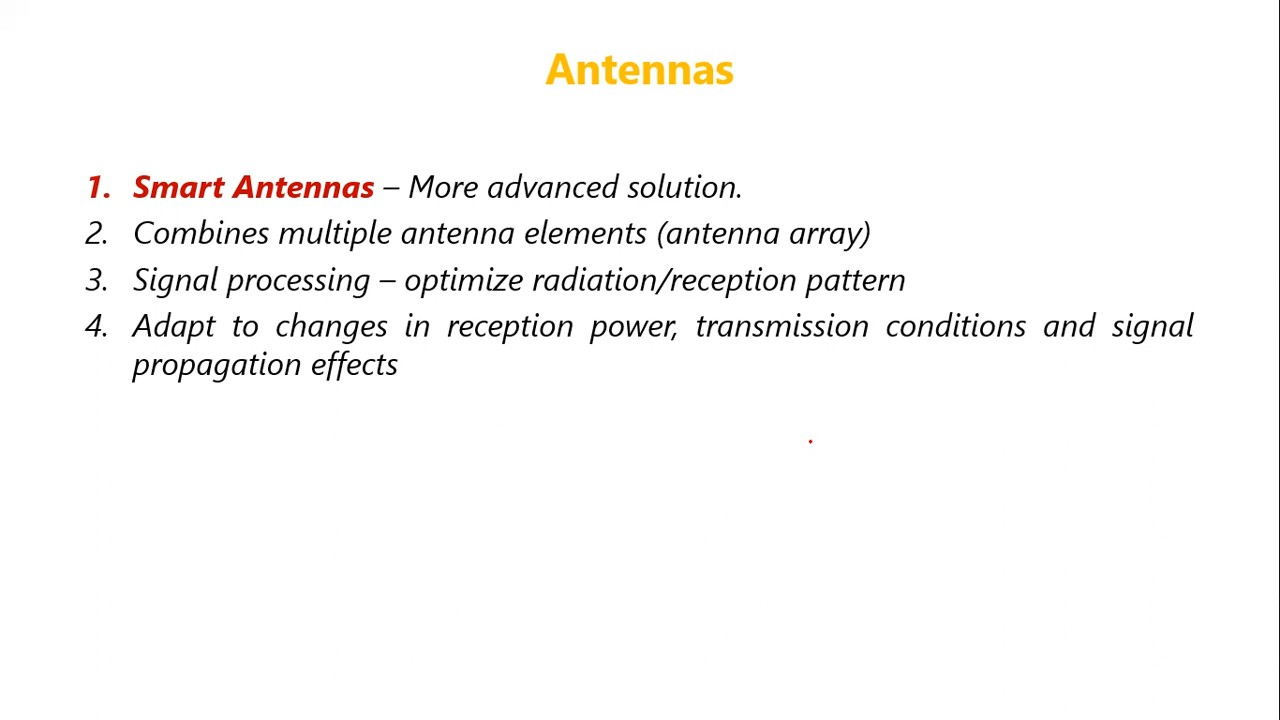 Antennas
1. Smart Antennas – More advanced solution.
2. Combines multiple antenna elements (antenna array)
3. Signal processing – optimize radiation/reception pattern
4. Adapt to changes in reception power, transmission conditions and signal
propagation effects